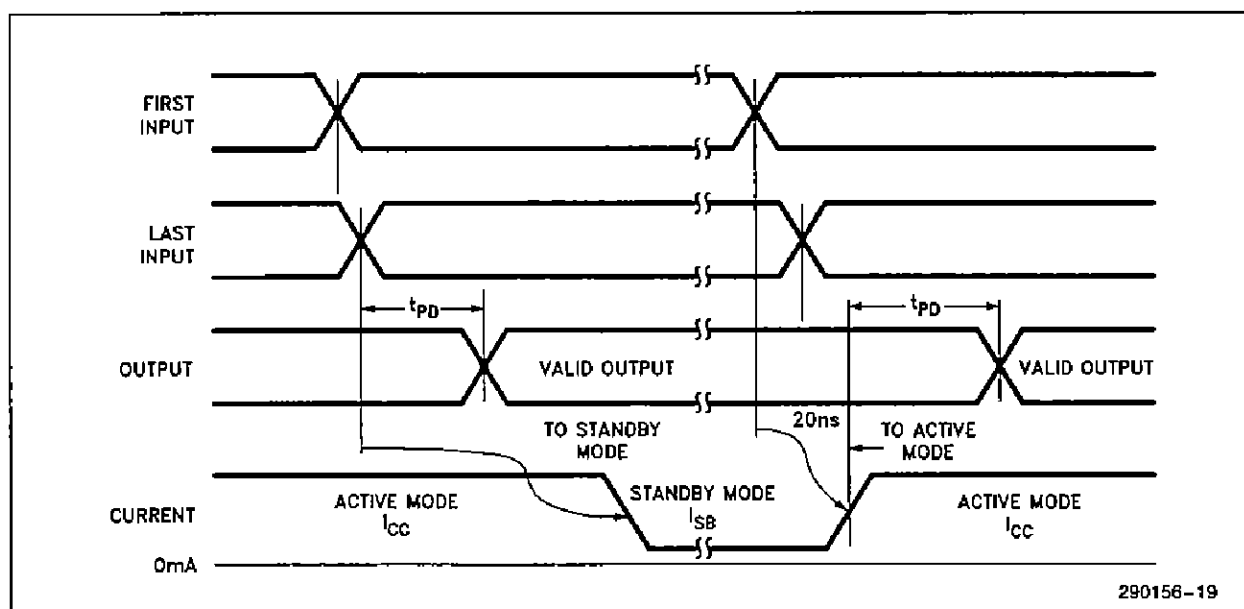 FIRST
INPUT
LAST
INPUT
tPD
tPD
OUTPUT
VALID OUTPUT
VALID OUTPUT
20ns
TO STANDBY
MODE
TO ACTIVE
MODE
CURRENT
ACTIVE MODE
ICC
STANDBY MODE
ISB
ACTIVE MODE
ICC
0mA
290156-19